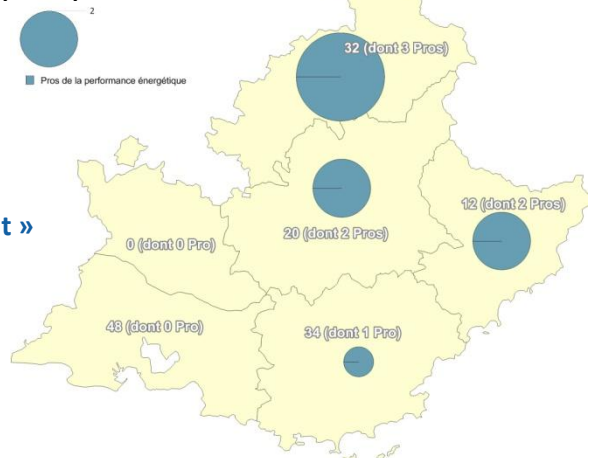 2
Pros de la performance énergétique
32 (dont 3 Pros)
t »
12 (dont 2 Pros)
20 (dont 2 Pros)
0 (dont 0 Pro)
48 (dont 0 Pro)
34 (dont 1 Pro)